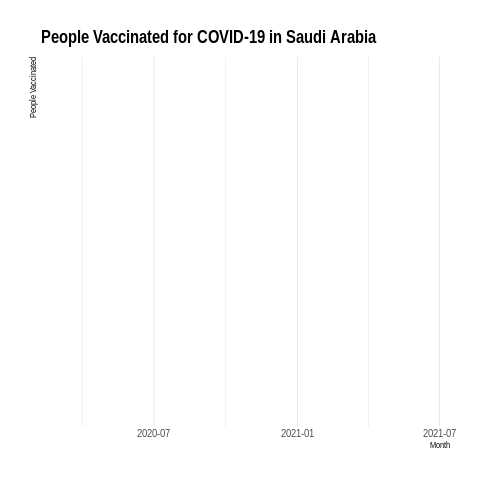 People Vaccinated for COVID-19 in Saudi Arabia
People Vaccinated
2020-07 2021-01 2021-07
Month